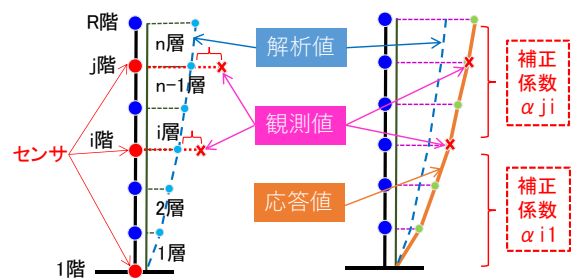 R階
n層
解析値
j階
n-1層
観測値
i層
i階
センサ
応答値
2層
1層
1階
補正
係数
αji
補正
係数
αi1